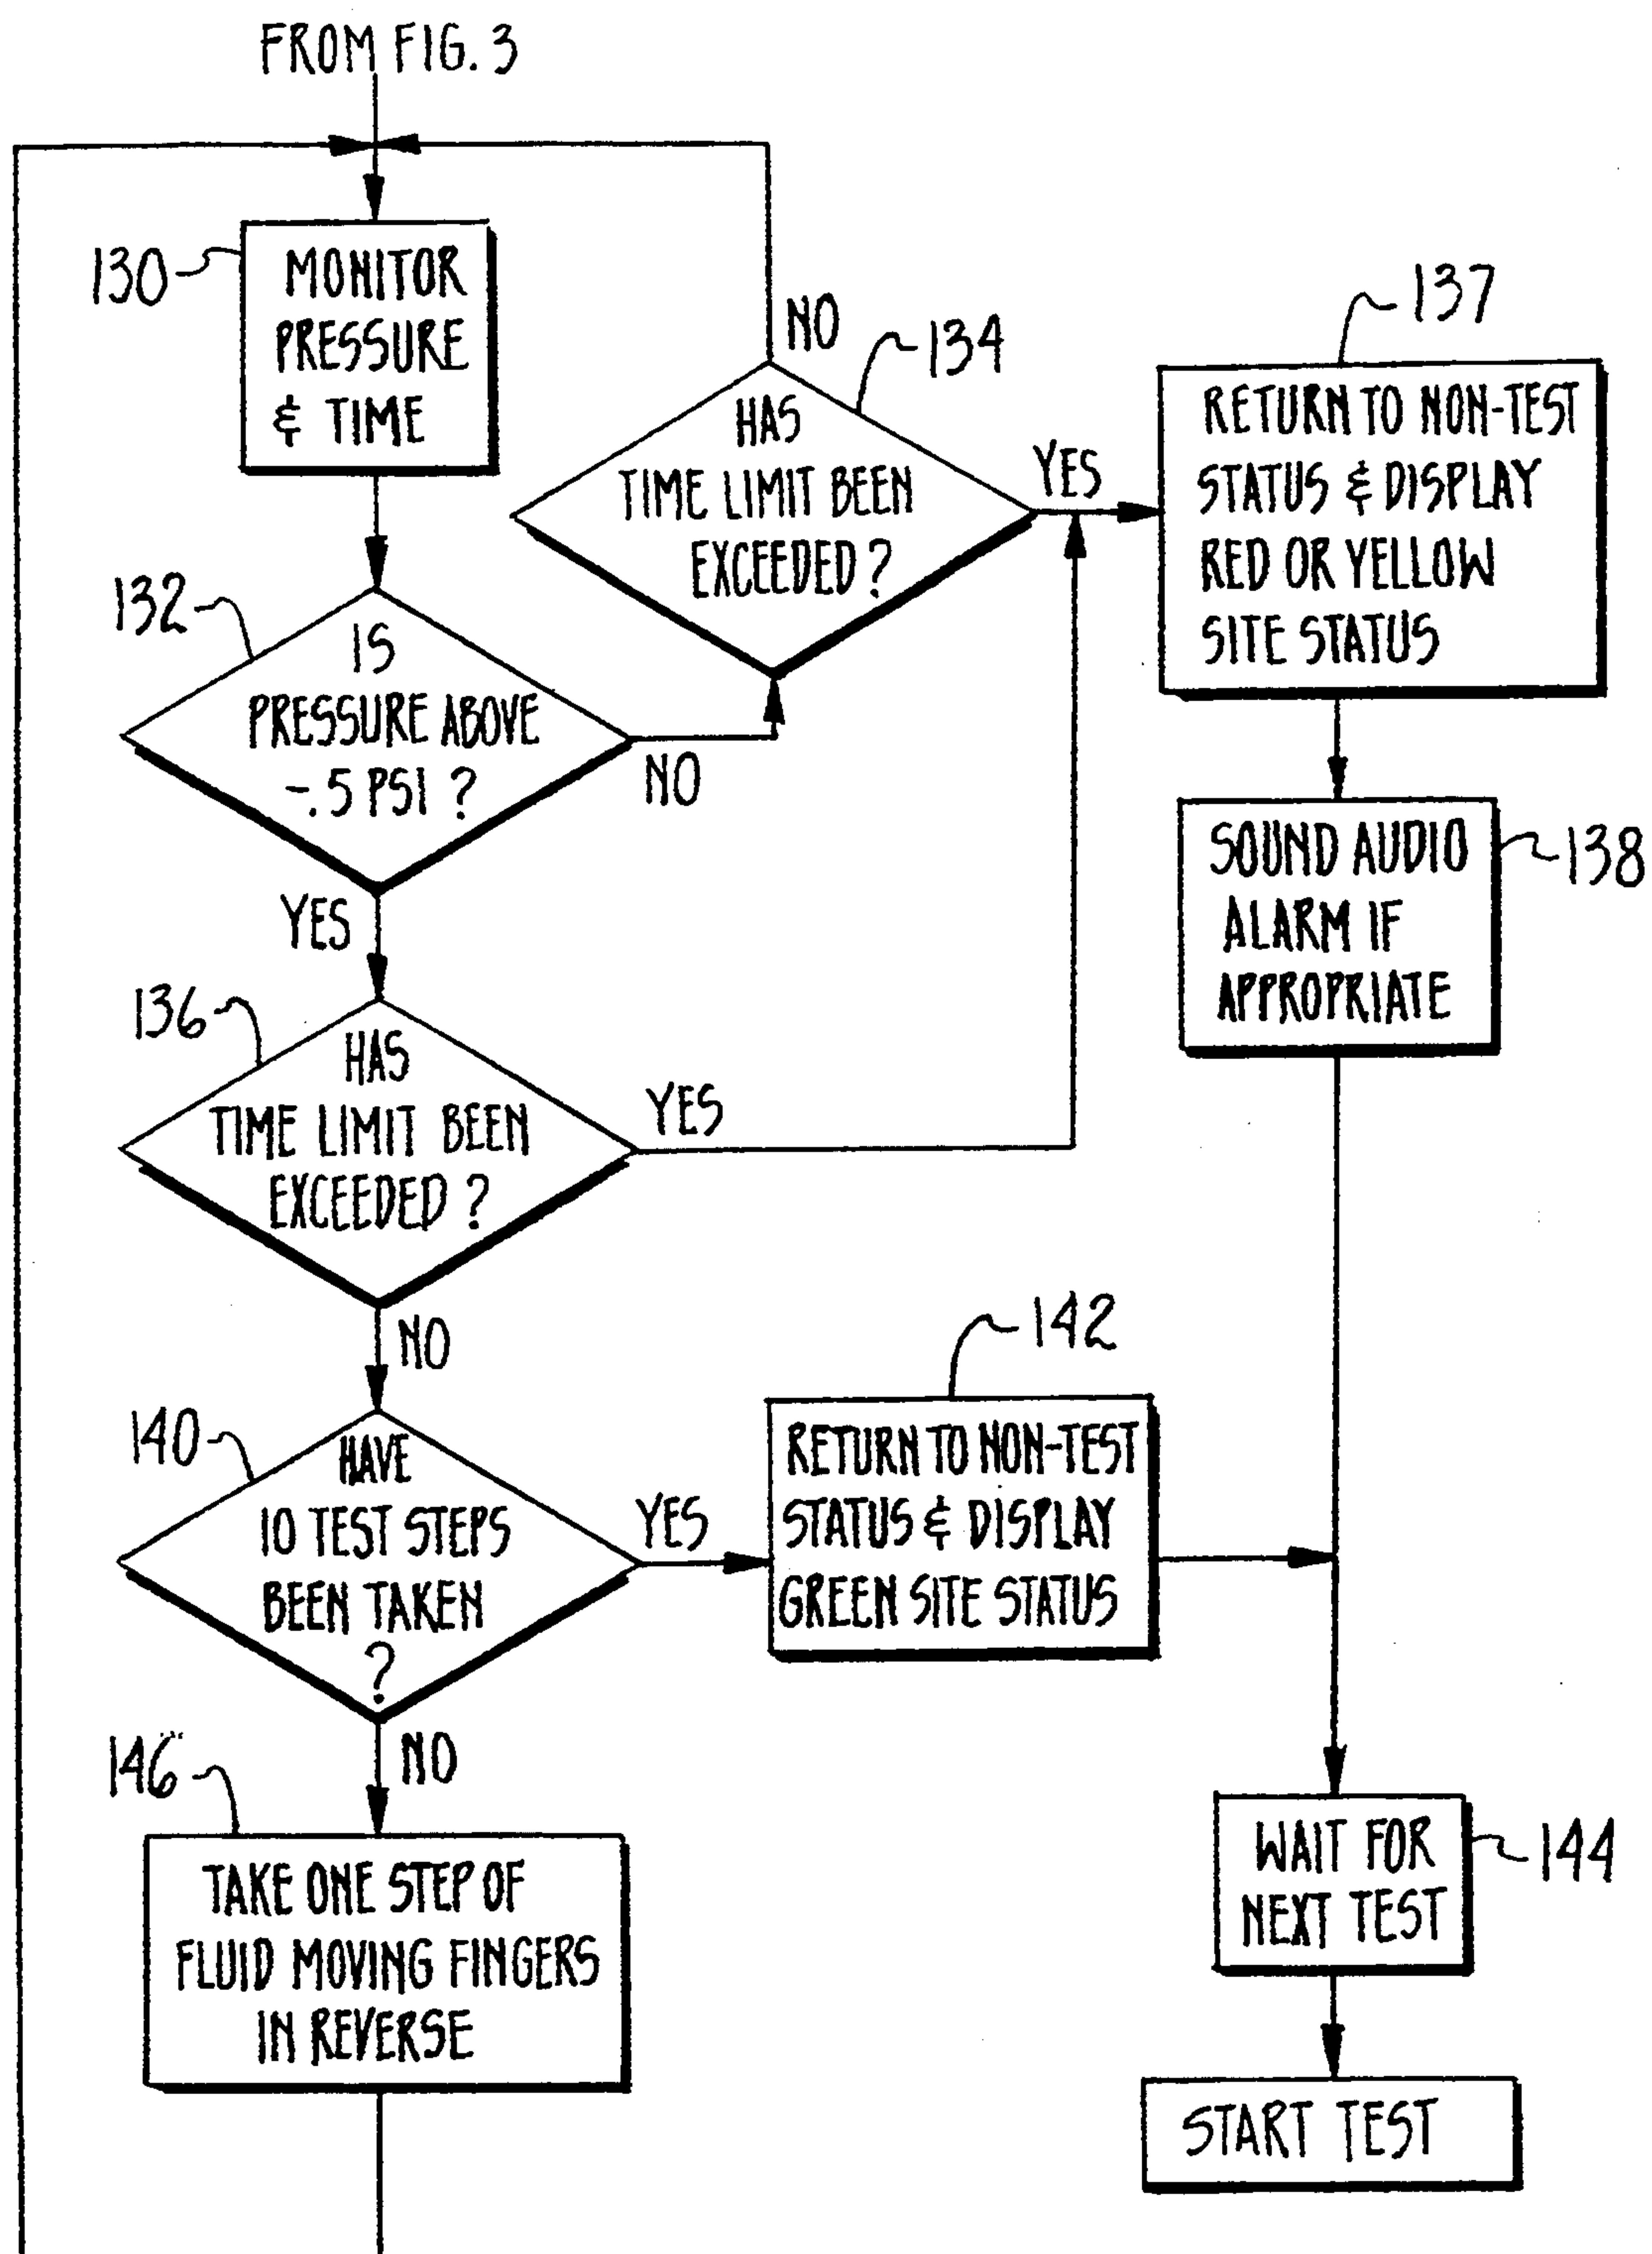 FROM FIG. 3
130
MONITOR
PRESSURE
& TIME
132
IS
PRESSURE ABOVE
-.5 PSI ?
NO
YES
134
HAS
TIME LIMIT BEEN
EXCEEDED ?
NO
YES
137
RETURN TO NON-TEST
STATUS & DISPLAY
RED OR YELLOW
SITE STATUS
138
SOUND AUDIO
ALARM IF
APPROPRIATE
136
HAS
TIME LIMIT BEEN
EXCEEDED ?
YES
NO
140
HAVE
10 TEST STEPS
BEEN TAKEN
?
YES
NO
142
RETURN TO NON-TEST
STATUS & DISPLAY
GREEN SITE STATUS
146
TAKE ONE STEP OF
FLUID MOVING FINGERS
IN REVERSE
144
WAIT FOR
NEXT TEST
START TEST